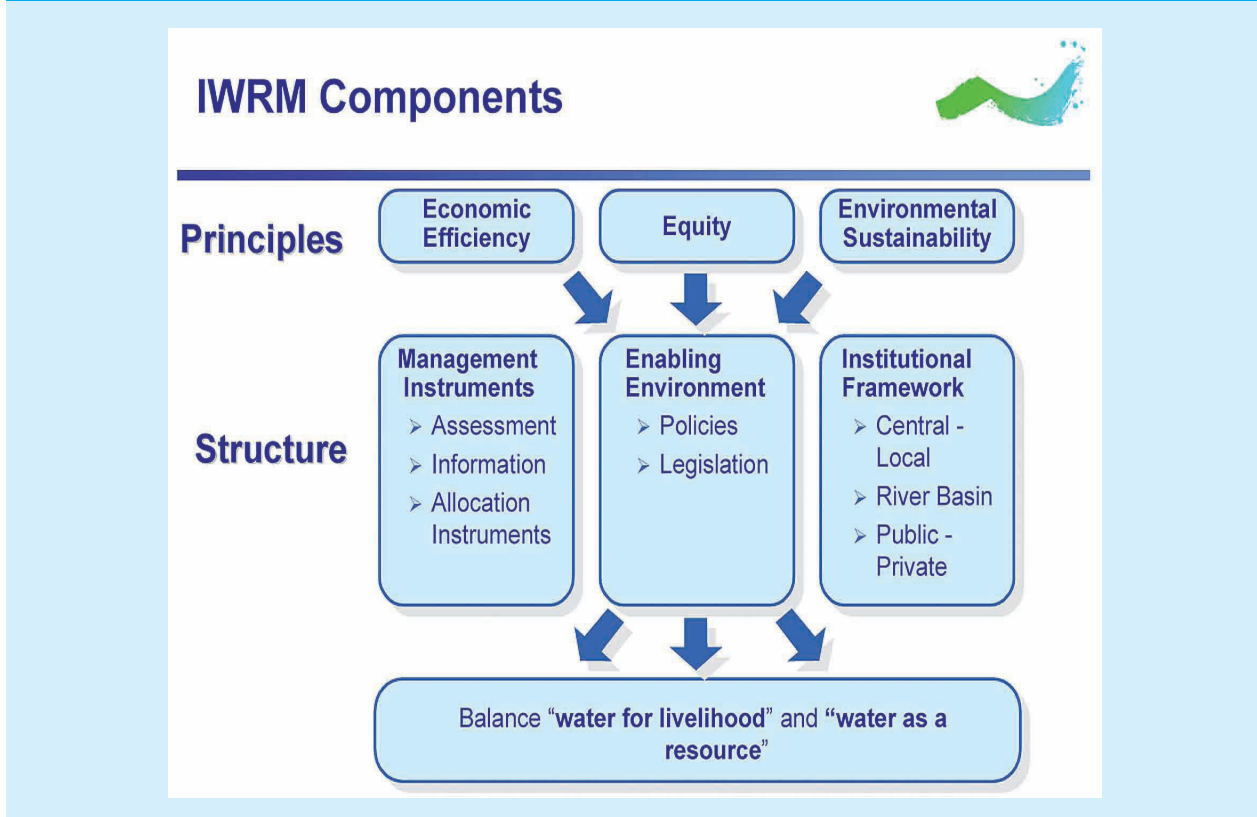 IWRM Components
Principles
Economic
Efficiency
Equity
Environmental
Sustainability
Structure
Management
Instruments
➢ Assessment
➢ Information
➢ Allocation
Instruments
Enabling
Environment
➢ Policies
➢ Legislation
Institutional
Framework
➢ Central -
Local
➢ River Basin
➢ Public -
Private
Balance “water for livelihood” and “water as a
resource”